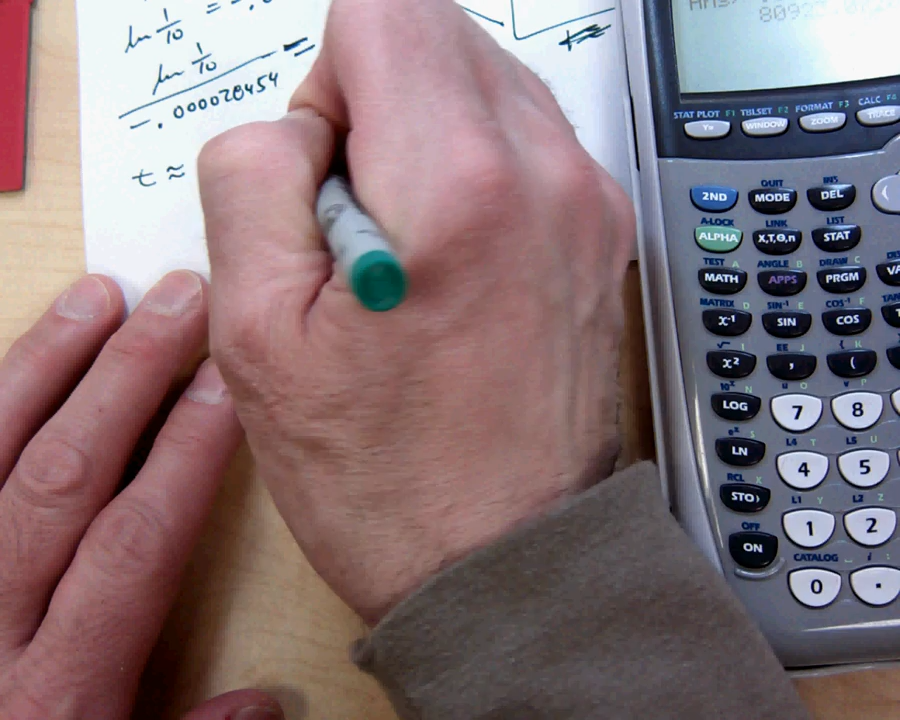 ln 1/10 = -.0
ln 1/10 =
-.000028454
t ≈
STAT PLOT F1 TBLSET F2 FORMAT F3 CALC F4
Y= WINDOW ZOOM TRACE
QUIT INS
2ND MODE DEL
A-LOCK LINK LIST
ALPHA X,T,Θ,n STAT
TEST A ANGLE B DRAW C
MATH APPS PRGM
MATRIX D SIN⁻¹ E COS⁻¹ F
x⁻¹ SIN COS
√ I EE J { K
x² , (
10ˣ N u O v P
LOG 7 8
eˣ S L4 T L5 U
LN 4 5
RCL X L1 Y L2 Z
STO› 1 2
OFF CATALOG i :
ON 0 .